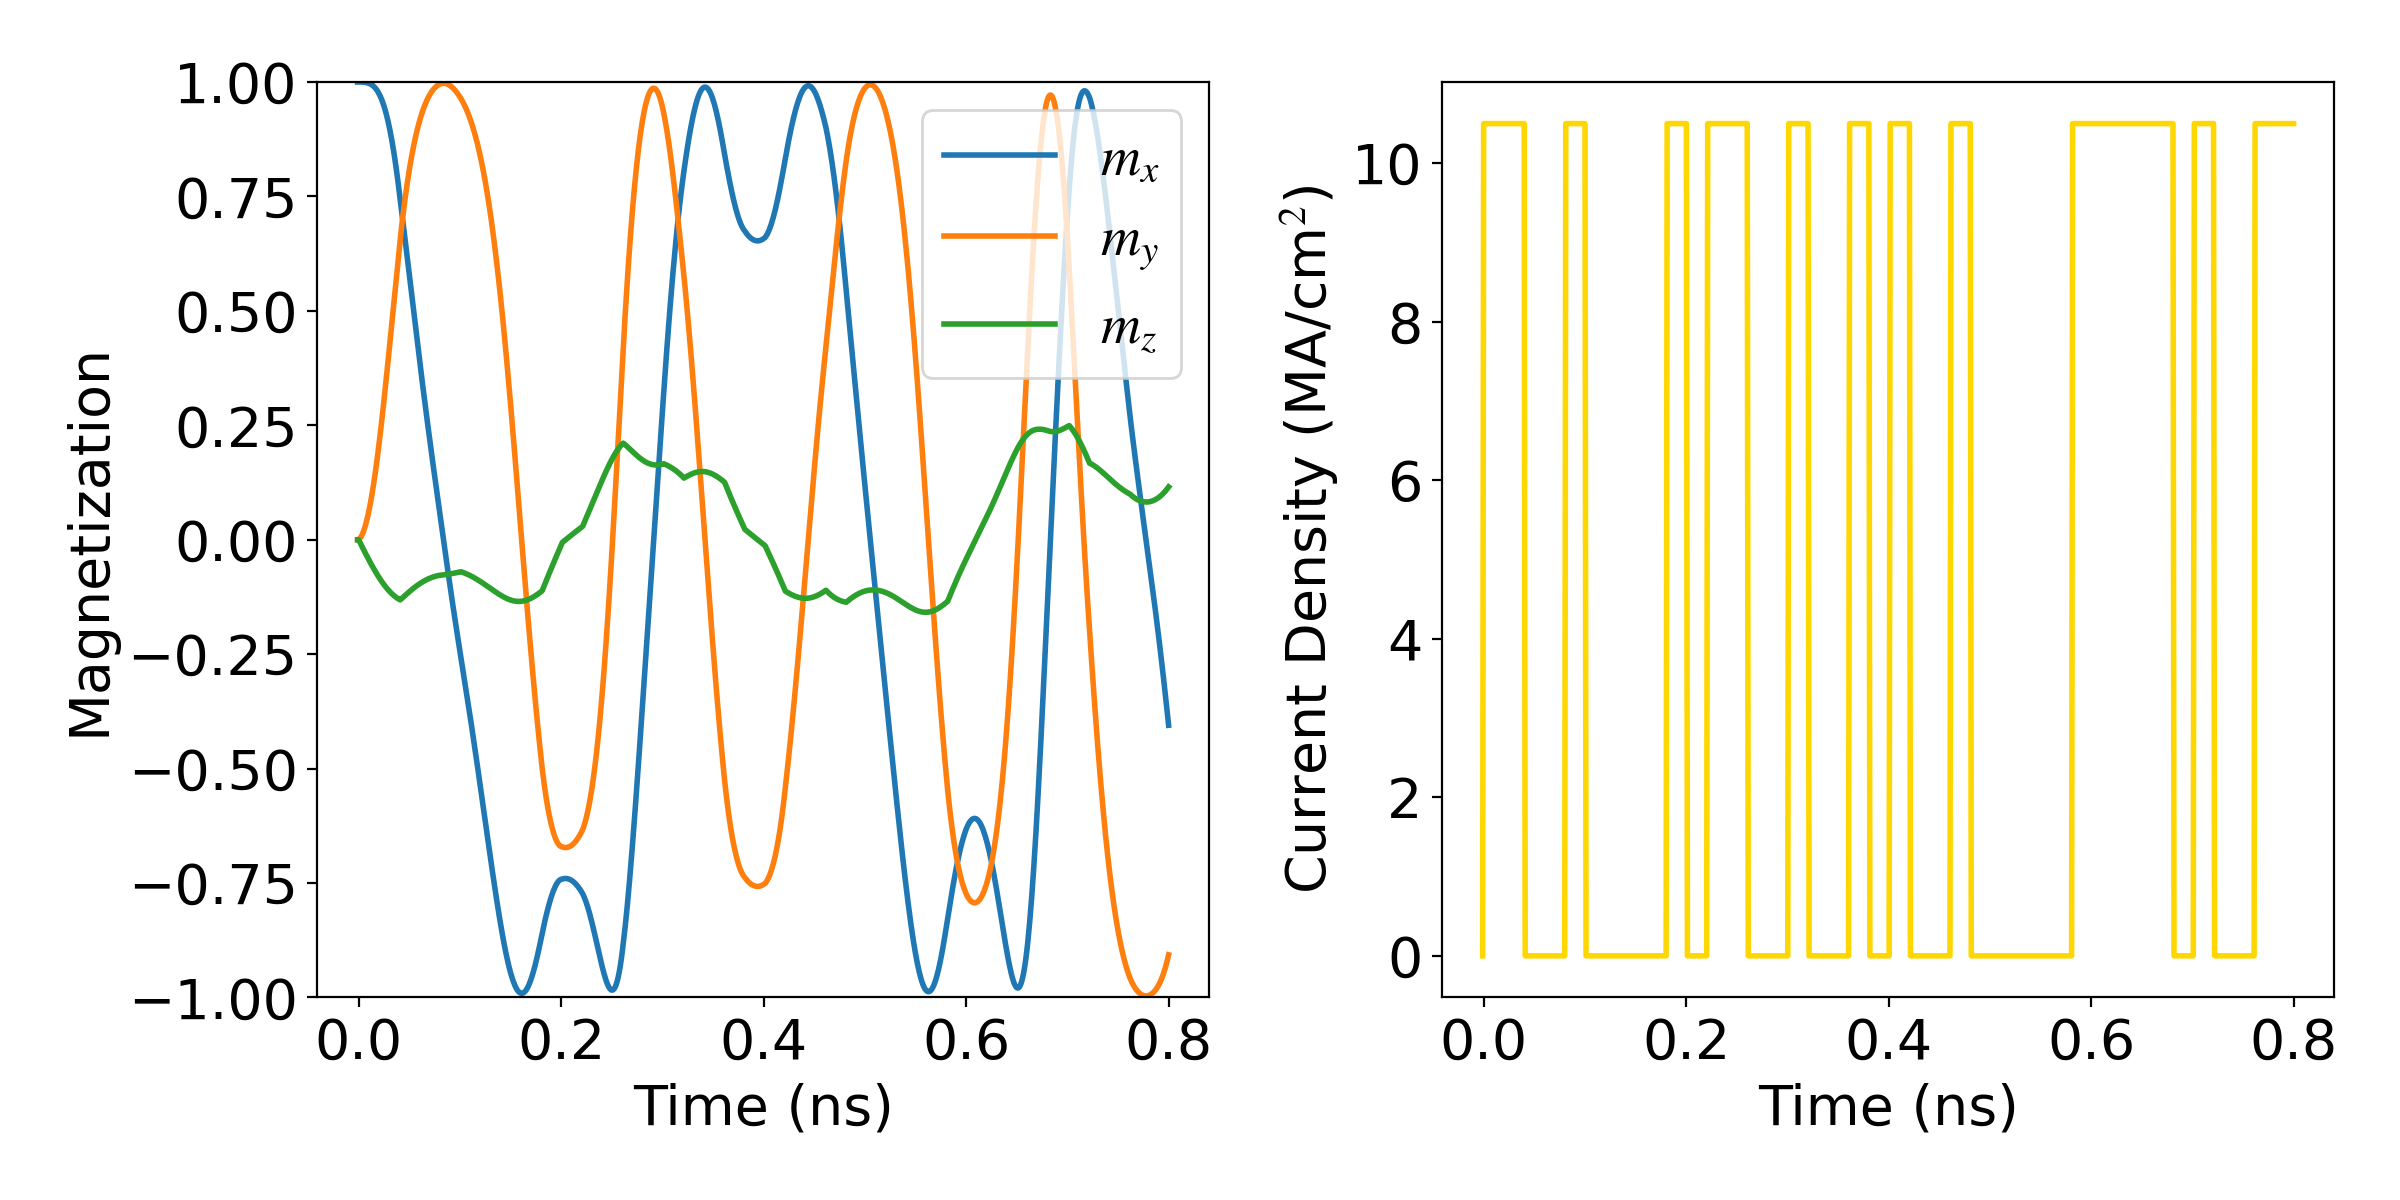 1.00
0.75
0.50
0.25
0.00
−0.25
−0.50
−0.75
−1.00
Magnetization
0.0 0.2 0.4 0.6 0.8
Time (ns)
m_x
m_y
m_z
10
8
6
4
2
0
Current Density (MA/cm²)
0.0 0.2 0.4 0.6 0.8
Time (ns)